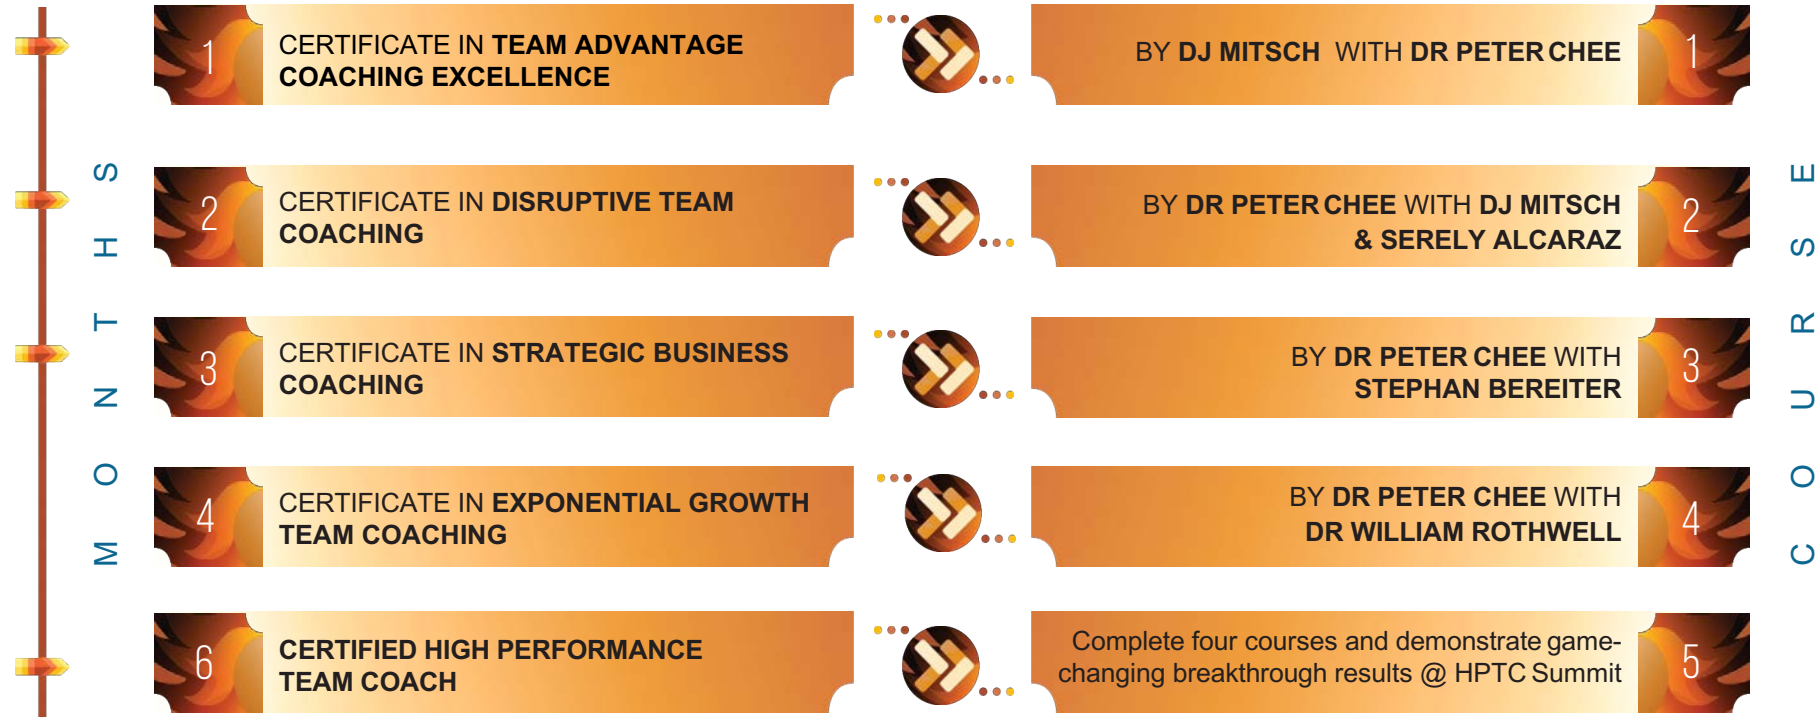 MONTHS
1
CERTIFICATE IN TEAM ADVANTAGE
COACHING EXCELLENCE
BY DJ MITSCH WITH DR PETER CHEE
1
2
CERTIFICATE IN DISRUPTIVE TEAM
COACHING
BY DR PETER CHEE WITH DJ MITSCH
& SERELY ALCARAZ
2
3
CERTIFICATE IN STRATEGIC BUSINESS
COACHING
BY DR PETER CHEE WITH
STEPHAN BEREITER
3
4
CERTIFICATE IN EXPONENTIAL GROWTH
TEAM COACHING
BY DR PETER CHEE WITH
DR WILLIAM ROTHWELL
4
6
CERTIFIED HIGH PERFORMANCE
TEAM COACH
Complete four courses and demonstrate game-
changing breakthrough results @ HPTC Summit
5
COURSE